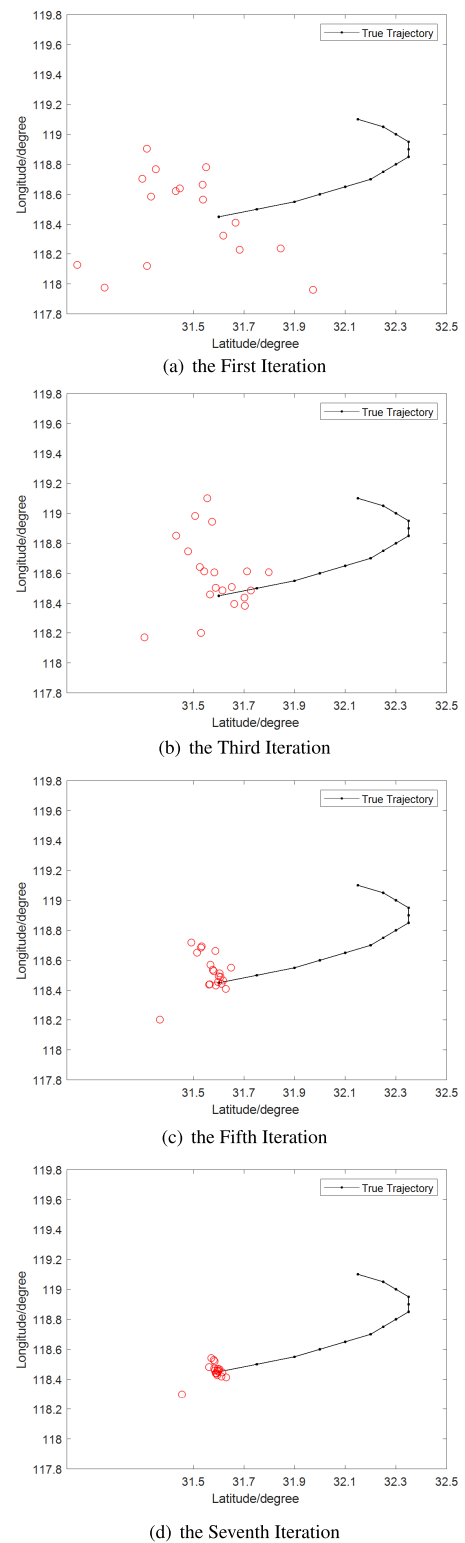 119.8
True Trajectory
119.6
119.4
119.2
119
118.8
118.6
118.4
118.2
118
117.8
Longitude/degree
31.5 31.7 31.9 32.1 32.3 32.5
Latitude/degree
(a) the First Iteration
119.8
True Trajectory
119.6
119.4
119.2
119
118.8
118.6
118.4
118.2
118
117.8
Longitude/degree
31.5 31.7 31.9 32.1 32.3 32.5
Latitude/degree
(b) the Third Iteration
119.8
True Trajectory
119.6
119.4
119.2
119
118.8
118.6
118.4
118.2
118
117.8
Longitude/degree
31.5 31.7 31.9 32.1 32.3 32.5
Latitude/degree
(c) the Fifth Iteration
119.8
True Trajectory
119.6
119.4
119.2
119
118.8
118.6
118.4
118.2
118
117.8
Longitude/degree
31.5 31.7 31.9 32.1 32.3 32.5
Latitude/degree
(d) the Seventh Iteration